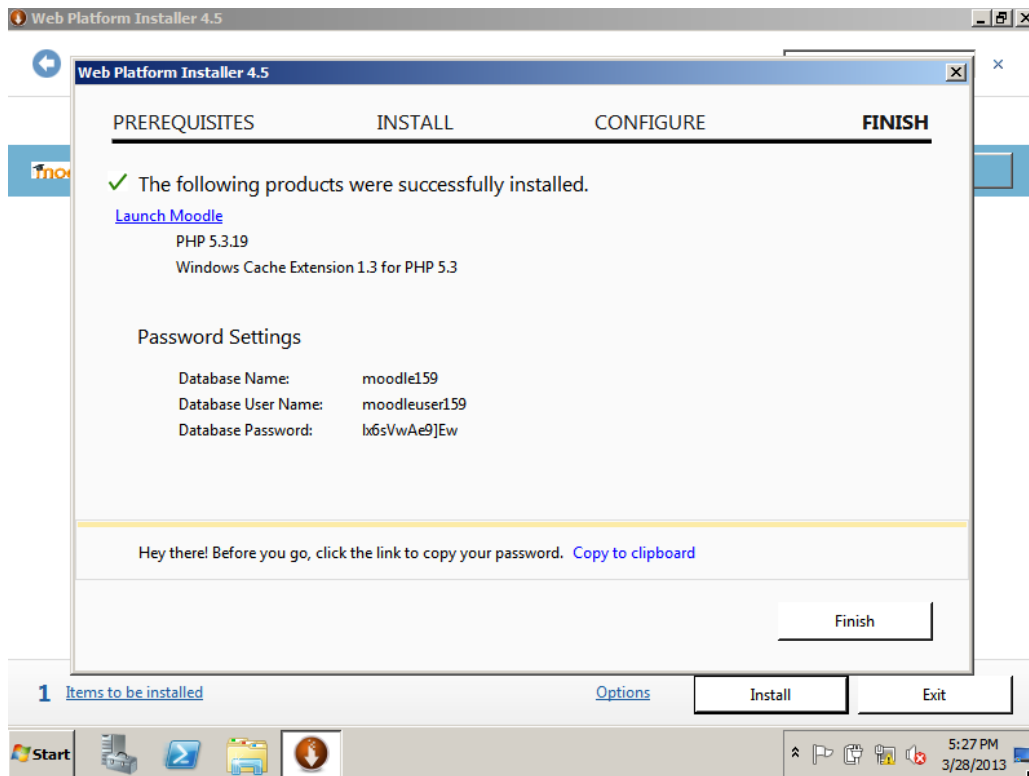 Web Platform Installer 4.5
Web Platform Installer 4.5
PREREQUISITES INSTALL CONFIGURE FINISH
The following products were successfully installed.
Launch Moodle
PHP 5.3.19
Windows Cache Extension 1.3 for PHP 5.3
Password Settings
Database Name: moodle159
Database User Name: moodleuser159
Database Password:
Hey there! Before you go, click the link to copy your password. Copy to clipboard
Finish
1 Items to be installed Options Install Exit
Start 5:27 PM
3/28/2013